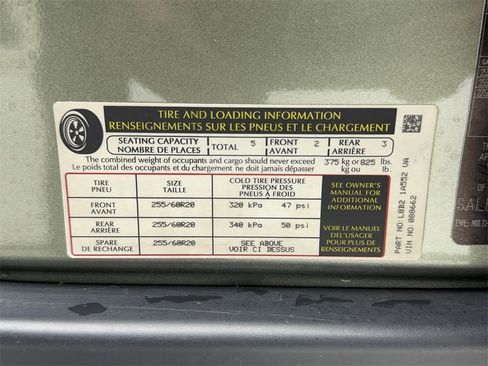 TIRE AND LOADING INFORMATION
RENSEIGNEMENTS SUR LES PNEUS ET LE CHARGEMENT
SEATING CAPACITY TOTAL 5 FRONT 2 REAR 3
NOMBRE DE PLACES AVANT ARRIÈRE
The combined weight of occupants and cargo should never exceed 375 kg or 825 lbs.
Le poids total des occupants et du chargement ne doit jamais dépasser kg ou lb.
TIRE SIZE COLD TIRE PRESSURE
PNEU TAILLE PRESSION DES PNEUS À FROID
FRONT 255/60R20 320 kPa 47 psi
AVANT
REAR 255/60R20 340 kPa 50 psi
ARRIÈRE
SPARE 255/60R20 SEE ABOVE
DE RECHANGE VOIR CI DESSUS
SEE OWNER'S
MANUAL FOR
ADDITIONAL
INFORMATION
VOIR LE MANUEL
DE L'USAGER
POUR PLUS DE
RENSEIGNEMENTS
PART NO: L8B2 1A552 VA
VIN NO: 088662